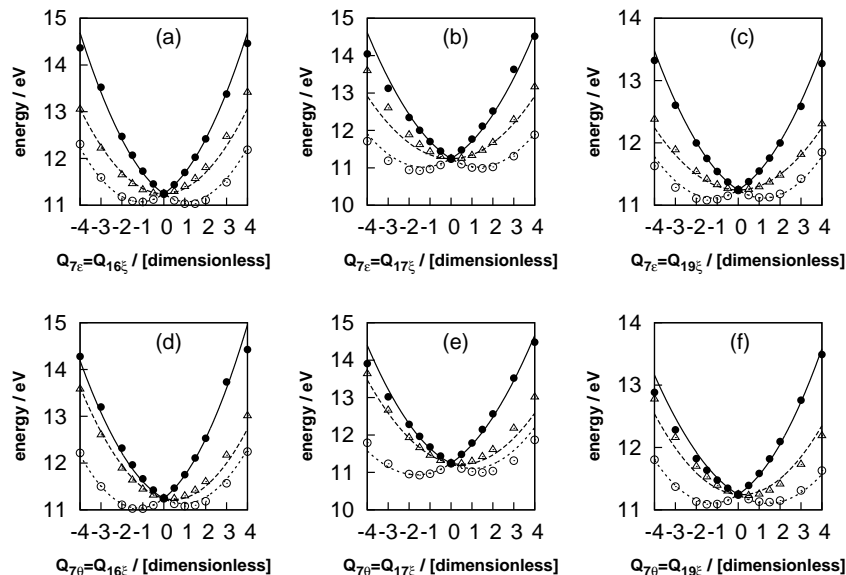 (a)
15
14
13
12
11
energy / eV
-4 -3 -2 -1 0 1 2 3 4
Q7ε=Q16ξ / [dimensionless]
(b)
15
14
13
12
11
10
energy / eV
-4 -3 -2 -1 0 1 2 3 4
Q7ε=Q17ξ / [dimensionless]
(c)
14
13
12
11
energy / eV
-4 -3 -2 -1 0 1 2 3 4
Q7ε=Q19ξ / [dimensionless]
(d)
15
14
13
12
11
energy / eV
-4 -3 -2 -1 0 1 2 3 4
Q7θ=Q16ξ / [dimensionless]
(e)
15
14
13
12
11
10
energy / eV
-4 -3 -2 -1 0 1 2 3 4
Q7θ=Q17ξ / [dimensionless]
(f)
14
13
12
11
energy / eV
-4 -3 -2 -1 0 1 2 3 4
Q7θ=Q19ξ / [dimensionless]